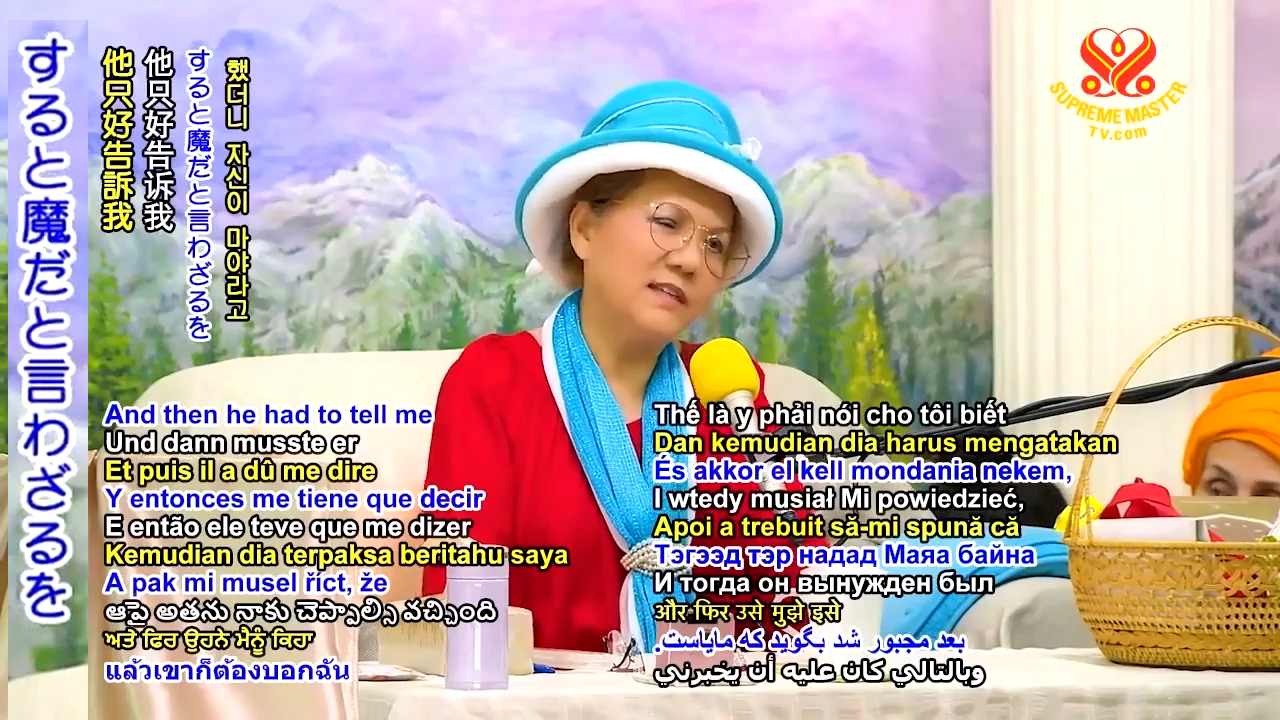 すると魔だと言わざるを
他只好告訴我
他只好告诉我
すると魔だと言わざるを
했더니 자신이 마야라고
SUPREME MASTER
TV.com
And then he had to tell me
Und dann musste er
Et puis il a dû me dire
Y entonces me tiene que decir
E então ele teve que me dizer
Kemudian dia terpaksa beritahu saya
A pak mi musel říct, že
ఆపై అతను నాకు చెప్పాల్సి వచ్చింది
ਅਤੇ ਫਿਰ ਉਹਨੇ ਮੈਨੂੰ ਕਿਹਾ
แล้วเขาก็ต้องบอกฉัน
Thế là y phải nói cho tôi biết
Dan kemudian dia harus mengatakan
És akkor el kell mondania nekem,
I wtedy musiał Mi powiedzieć,
Apoi a trebuit să-mi spună că
Тэгээд тэр надад Маяа байна
И тогда он вынужден был
और फिर उसे मुझे इसे
بعد مجبور شد بگوید که مایاست.
وبالتالي كان عليه أن يخبرني